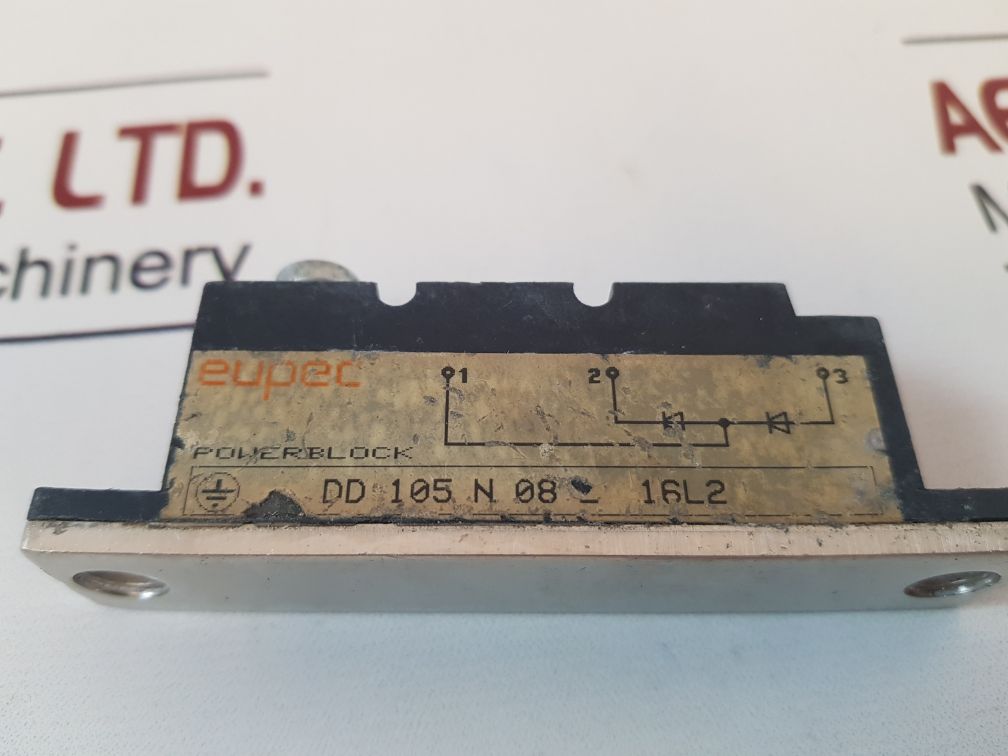 LTD.
chinery
eupec
1
2
3
POWERBLOCK
DD 105 N 08 16L2